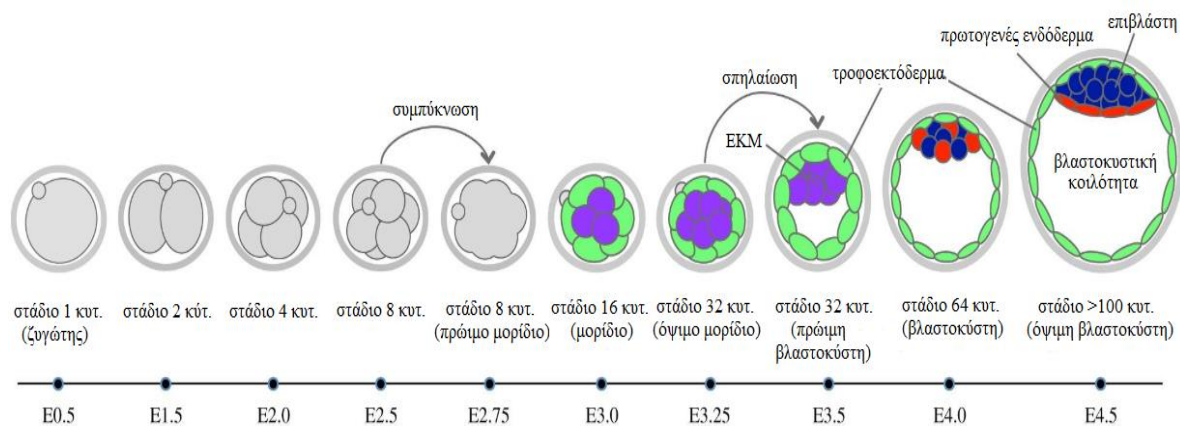 επιβλάστη
πρωτογενές ενδόδερμα
σπηλαίωση
τροφοεκτόδερμα
συμπύκνωση
ΕΚΜ
βλαστοκυστική
κοιλότητα
στάδιο 1 κυτ.
(ζυγώτης)
στάδιο 2 κύτ.
στάδιο 4 κυτ.
στάδιο 8 κυτ.
στάδιο 8 κυτ.
(πρώιμο μορίδιο)
στάδιο 16 κυτ.
(μορίδιο)
στάδιο 32 κυτ.
(όψιμο μορίδιο)
στάδιο 32 κυτ.
(πρώιμη
βλαστοκύστη)
στάδιο 64 κυτ.
(βλαστοκύστη)
στάδιο >100 κυτ.
(όψιμη βλαστοκύστη)
E0.5
E1.5
E2.0
E2.5
E2.75
E3.0
E3.25
E3.5
E4.0
E4.5